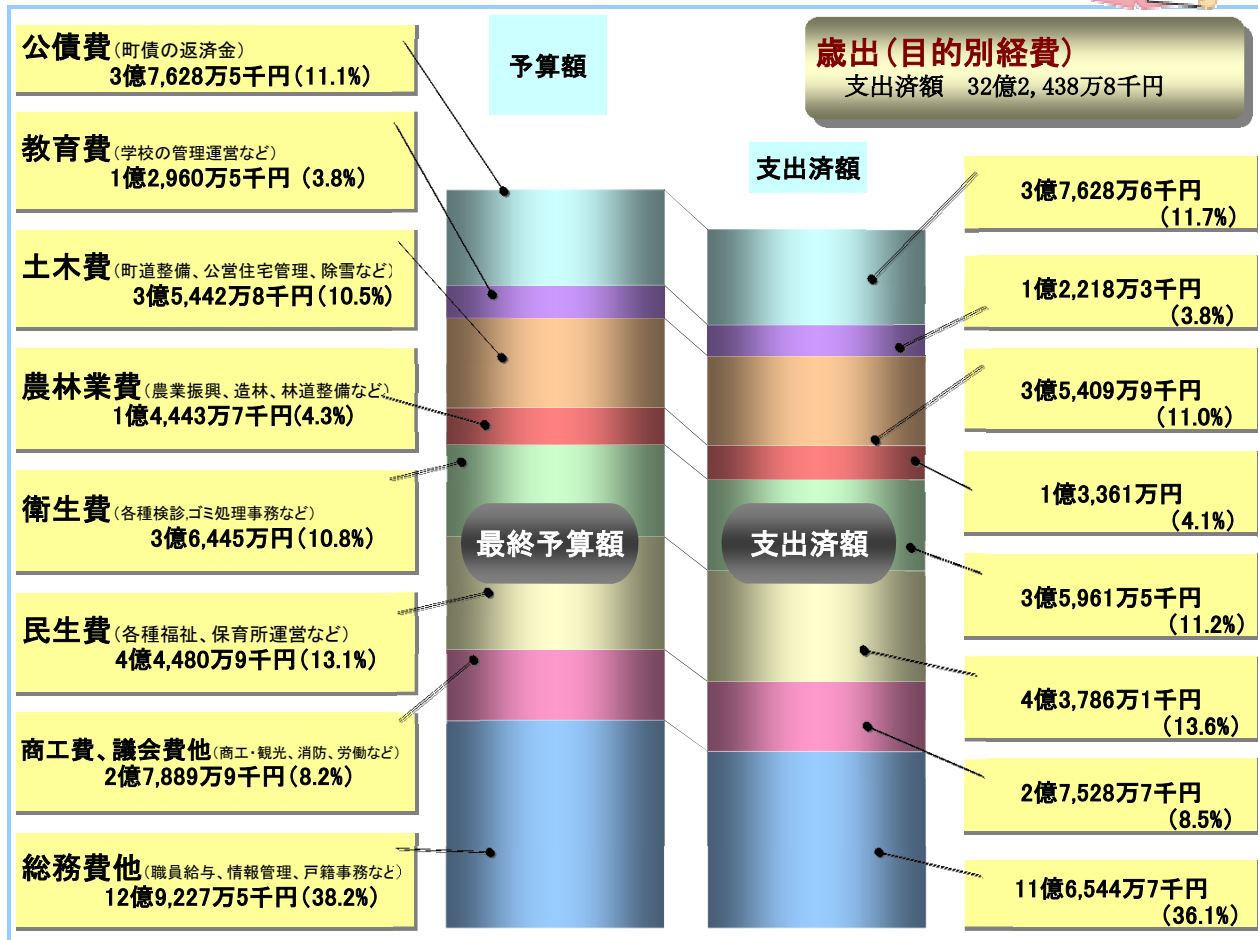 歳出(目的別経費)
支出済額 32億2,438万8千円
予算額
支出済額
公債費(町債の返済金)
3億7,628万5千円(11.1%)
教育費(学校の管理運営など)
1億2,960万5千円 (3.8%)
土木費(町道整備、公営住宅管理、除雪など)
3億5,442万8千円(10.5%)
農林業費(農業振興、造林、林道整備など)
1億4,443万7千円(4.3%)
衛生費(各種検診,ゴミ処理事務など)
3億6,445万円(10.8%)
民生費(各種福祉、保育所運営など)
4億4,480万9千円(13.1%)
商工費、議会費他(商工・観光、消防、労働など)
2億7,889万9千円(8.2%)
総務費他(職員給与、情報管理、戸籍事務など)
12億9,227万5千円(38.2%)
最終予算額
支出済額
3億7,628万6千円
(11.7%)
1億2,218万3千円
(3.8%)
3億5,409万9千円
(11.0%)
1億3,361万円
(4.1%)
3億5,961万5千円
(11.2%)
4億3,786万1千円
(13.6%)
2億7,528万7千円
(8.5%)
11億6,544万7千円
(36.1%)